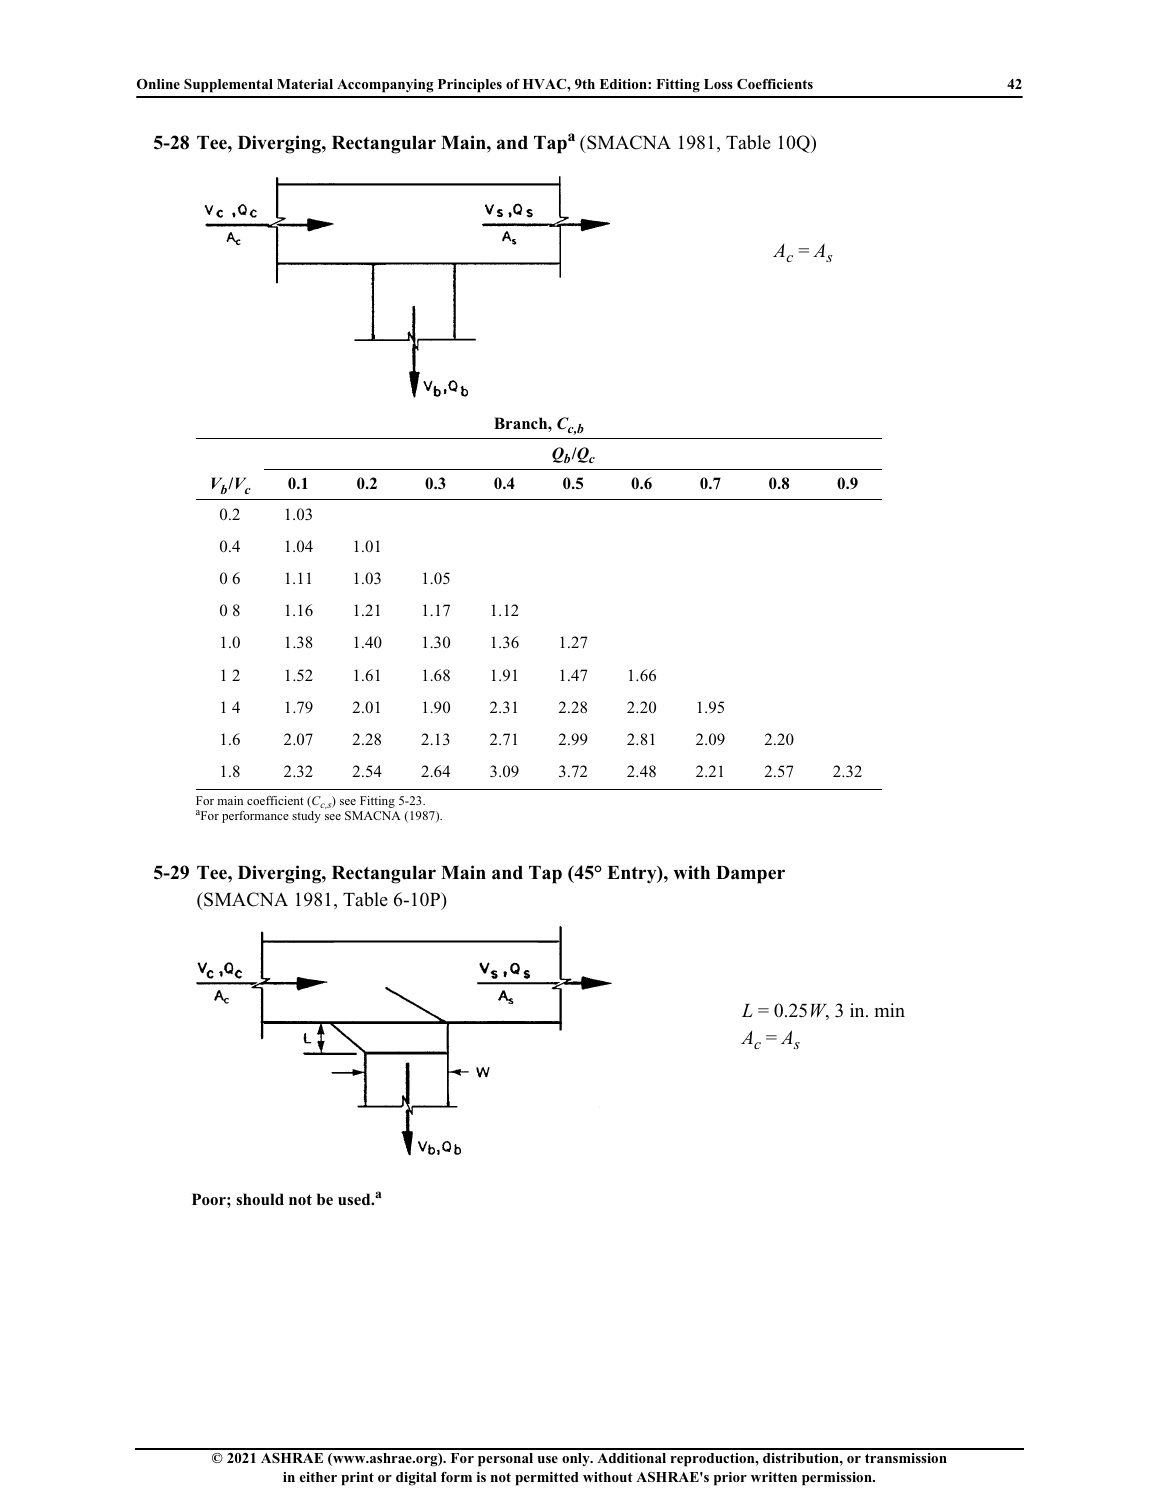 Online Supplemental Material Accompanying Principles of HVAC, 9th Edition: Fitting Loss Coefficients 42
5-28 Tee, Diverging, Rectangular Main, and Tapa (SMACNA 1981, Table 10Q)
Vc ,Qc Vs ,Qs
Ac As
Ac = As
Vb,Qb
Branch, Cc,b
Qb/Qc
Vb/Vc 0.1 0.2 0.3 0.4 0.5 0.6 0.7 0.8 0.9
0.2 1.03
0.4 1.04 1.01
0 6 1.11 1.03 1.05
0 8 1.16 1.21 1.17 1.12
1.0 1.38 1.40 1.30 1.36 1.27
1 2 1.52 1.61 1.68 1.91 1.47 1.66
1 4 1.79 2.01 1.90 2.31 2.28 2.20 1.95
1.6 2.07 2.28 2.13 2.71 2.99 2.81 2.09 2.20
1.8 2.32 2.54 2.64 3.09 3.72 2.48 2.21 2.57 2.32
For main coefficient (Cc,s) see Fitting 5-23.
aFor performance study see SMACNA (1987).
5-29 Tee, Diverging, Rectangular Main and Tap (45° Entry), with Damper
(SMACNA 1981, Table 6-10P)
Vc ,Qc Vs ,Qs
Ac As
L = 0.25W, 3 in. min
L
Ac = As
W
Vb,Qb
Poor; should not be used.a
© 2021 ASHRAE (www.ashrae.org). For personal use only. Additional reproduction, distribution, or transmission
in either print or digital form is not permitted without ASHRAE's prior written permission.